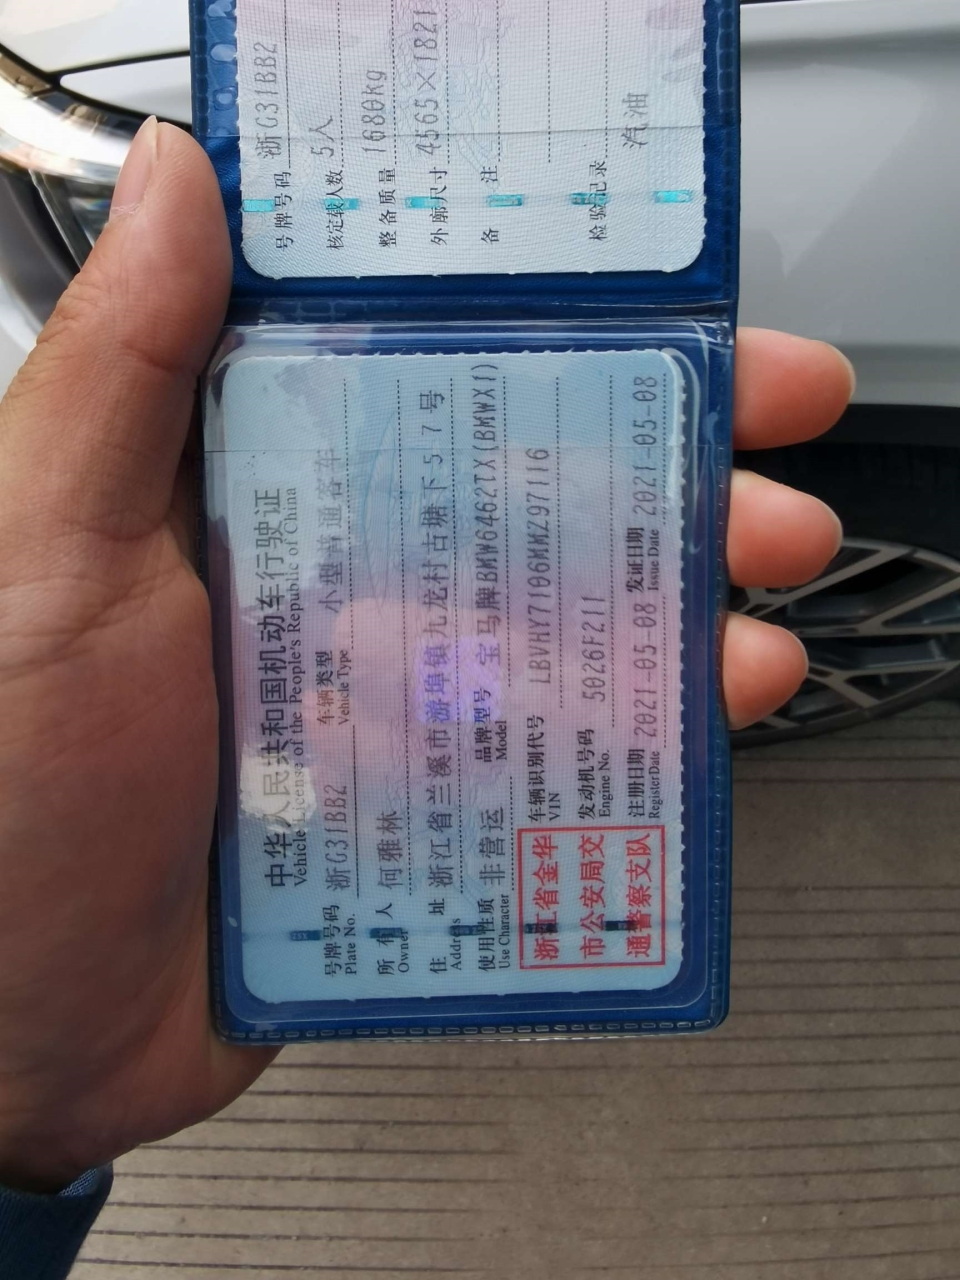 中华人民共和国机动车行驶证
Vehicle License of the People's Republic of China
号牌号码 浙G31BB2 车辆类型 小型普通客车
Plate No. Vehicle Type
所有人 何雅林
Owner
住址 浙江省兰溪市游埠镇九龙村古塘下57号
Address
使用性质 非营运 品牌型号 宝马牌BMW6462TX(BMWX1)
Use Character Model
浙江省金华
市公安局交
通警察支队
车辆识别代号 LBVHY7106MMZ97116
VIN
发动机号码 5026F211
Engine No.
注册日期 2021-05-08 发证日期 2021-05-08
Register Date Issue Date
号牌号码 浙G31BB2
核定载人数 5人
整备质量 1680kg
外廓尺寸 4565×1821
备注
检验记录
汽油